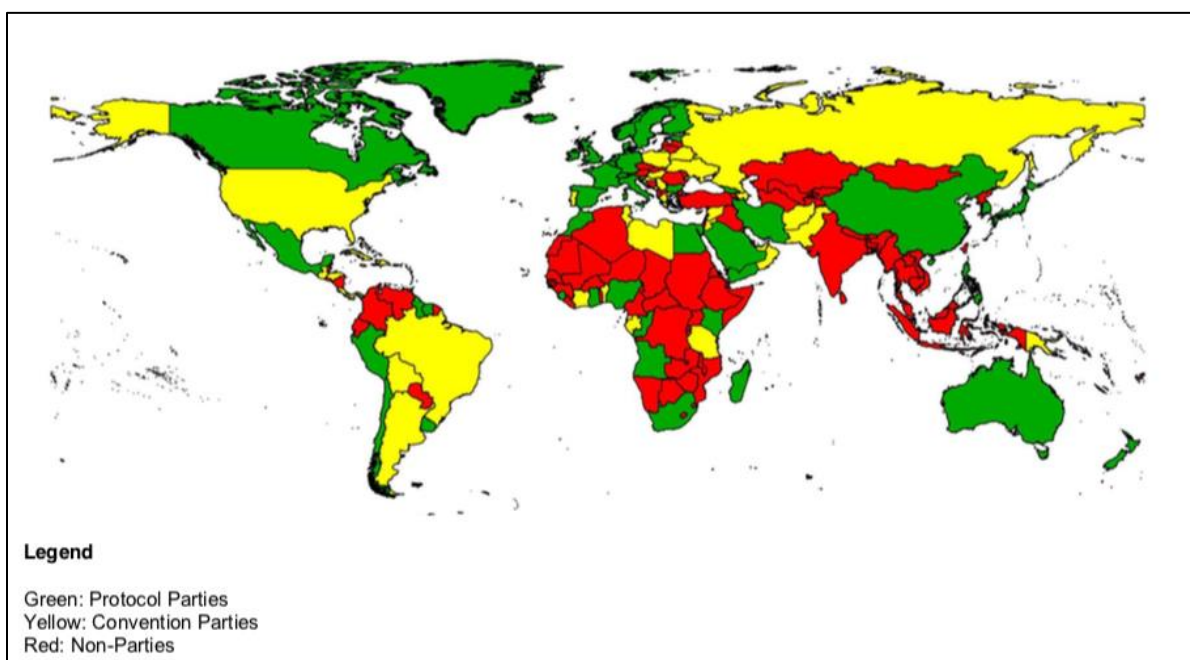 Legend
Green: Protocol Parties
Yellow: Convention Parties
Red: Non-Parties